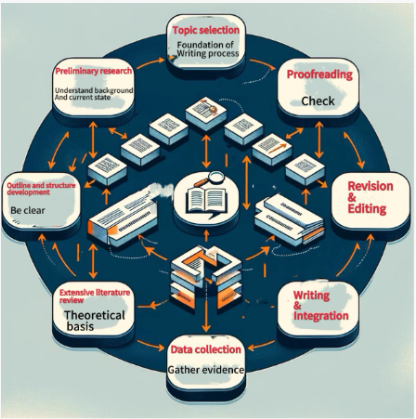 Topic selection
Foundation of
Writing process
Preliminary research
Understand background
And current state
Proofreading
Check
Outline and structure
development
Be clear
Revision
&
Editing
Extensive literature
review
Theoretical
basis
Writing
&
Integration
Data collection
Gather evidence